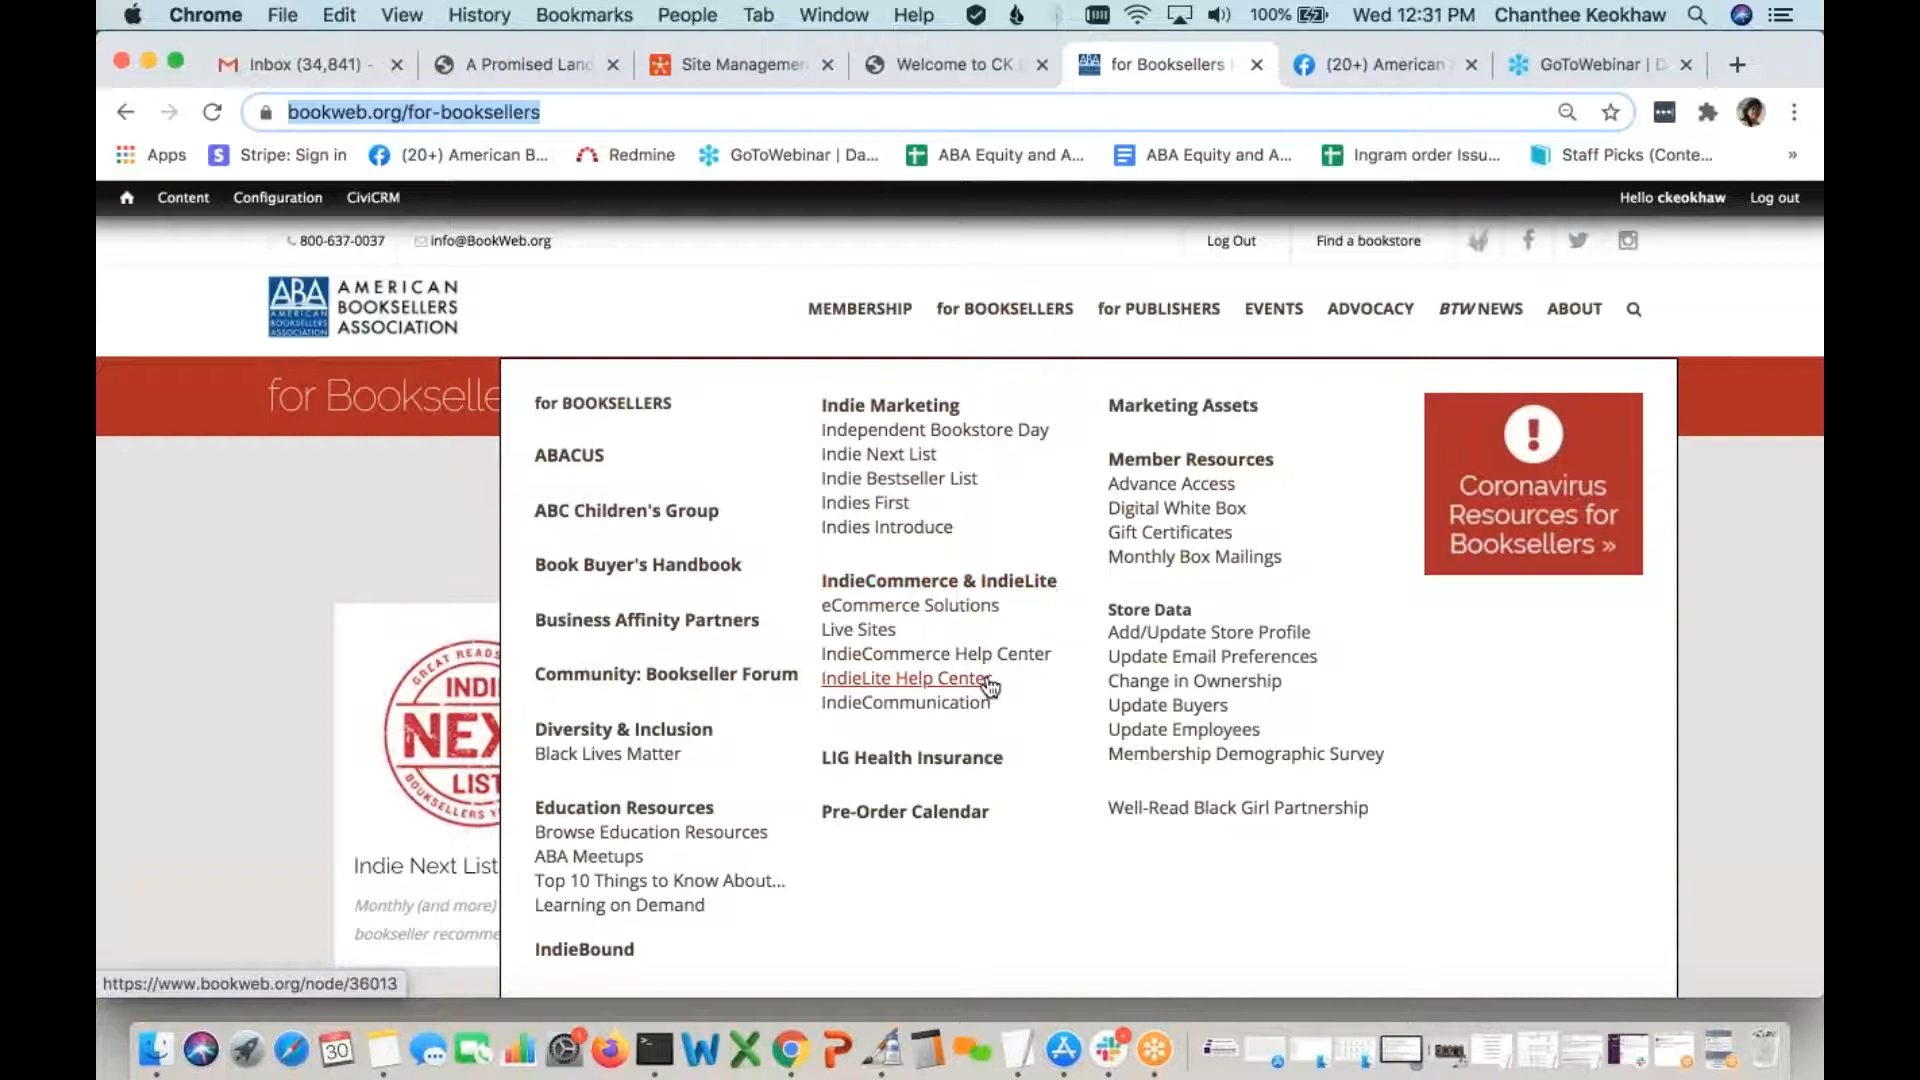 Chrome File Edit View History Bookmarks People Tab Window Help 100% Wed 12:31 PM Chanthee Keokhaw
Inbox (34,841) - A Promised Land Site Managemen Welcome to CK for Booksellers (20+) American GoToWebinar | D
bookweb.org/for-booksellers
Apps Stripe: Sign in (20+) American B... Redmine GoToWebinar | Da... ABA Equity and A... ABA Equity and A... Ingram order Issu... Staff Picks (Conte... »
Content Configuration CiviCRM Hello ckeokhaw Log out
800-637-0037 info@BookWeb.org Log Out Find a bookstore
ABA AMERICAN BOOKSELLERS ASSOCIATION
AMERICAN
BOOKSELLERS
ASSOCIATION
MEMBERSHIP for BOOKSELLERS for PUBLISHERS EVENTS ADVOCACY BTW NEWS ABOUT
for Bookselle
for BOOKSELLERS
ABACUS
ABC Children's Group
Book Buyer's Handbook
Business Affinity Partners
Community: Bookseller Forum
Diversity & Inclusion
Black Lives Matter
Education Resources
Browse Education Resources
ABA Meetups
Top 10 Things to Know About...
Learning on Demand
IndieBound
Indie Marketing
Independent Bookstore Day
Indie Next List
Indie Bestseller List
Indies First
Indies Introduce
IndieCommerce & IndieLite
eCommerce Solutions
Live Sites
IndieCommerce Help Center
IndieLite Help Center
IndieCommunication
LIG Health Insurance
Pre-Order Calendar
Marketing Assets
Member Resources
Advance Access
Digital White Box
Gift Certificates
Monthly Box Mailings
Store Data
Add/Update Store Profile
Update Email Preferences
Change in Ownership
Update Buyers
Update Employees
Membership Demographic Survey
Well-Read Black Girl Partnership
!
Coronavirus
Resources for
Booksellers »
GREAT READS
INDI
NEX
LIST
BOOKSELLERS Y
Indie Next List
Monthly (and more)
bookseller recomme
https://www.bookweb.org/node/36013
30